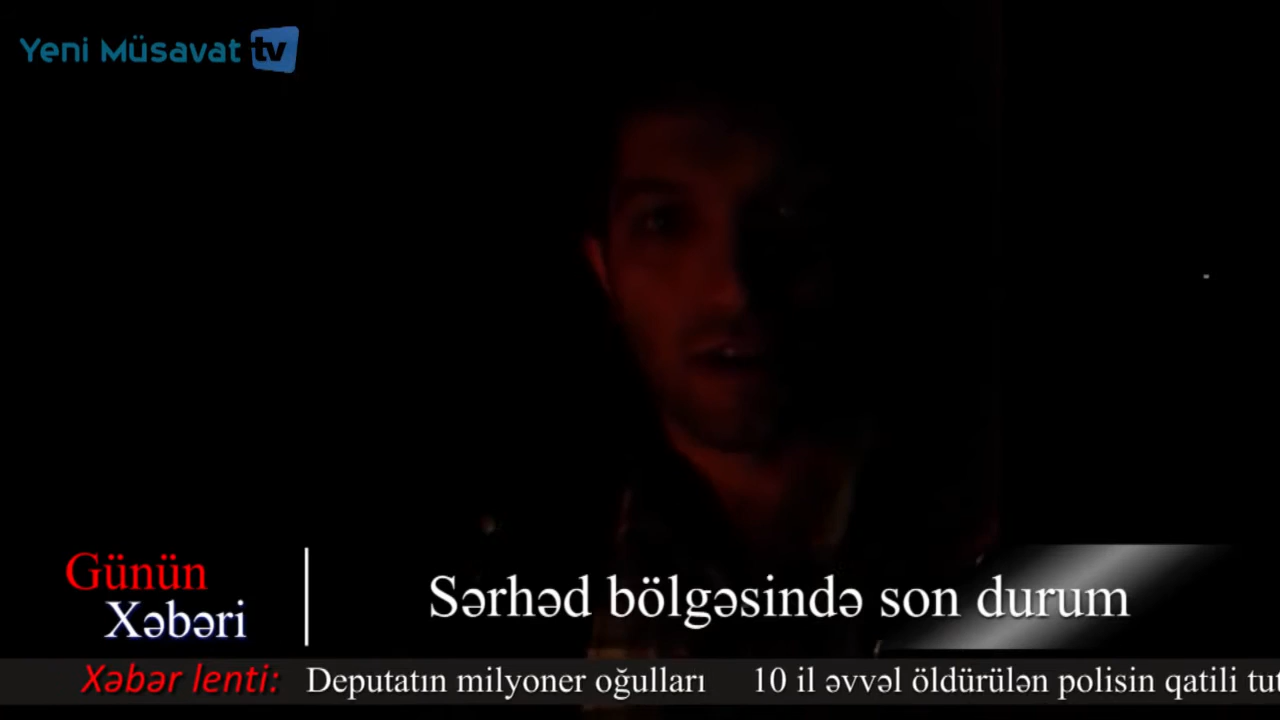 Yeni Müsavat tv
Günün
Xəbəri
Sərhəd bölgəsində son durum
Xəbər lenti: Deputatın milyoner oğulları 10 il əvvəl öldürülən polisin qatili